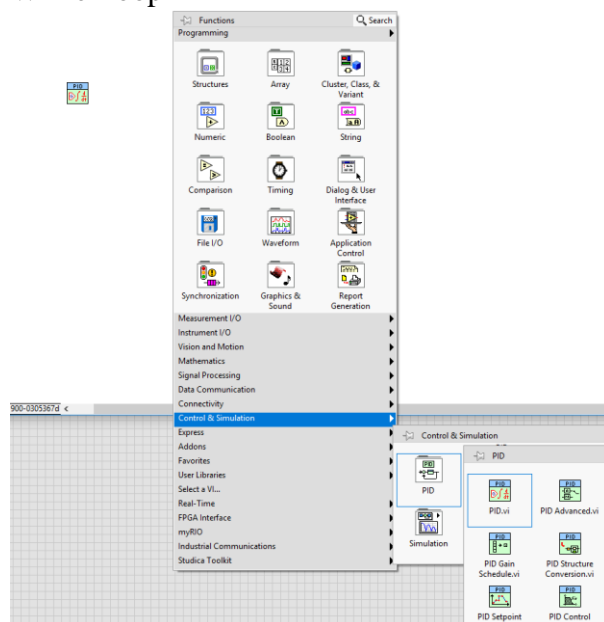 Functions
Search
Programming
Structures
Array
Cluster, Class, &
Variant
Numeric
Boolean
String
Comparison
Timing
Dialog & User
Interface
File I/O
Waveform
Application
Control
Synchronization
Graphics &
Sound
Report
Generation
Measurement I/O
Instrument I/O
Vision and Motion
Mathematics
Signal Processing
Data Communication
Connectivity
Control & Simulation
Express
Addons
Favorites
User Libraries
Select a VI...
Real-Time
FPGA Interface
myRIO
Industrial Communications
Studica Toolkit
PID
900-0305367d <
Control & Simulation
PID
Simulation
PID
PID
PID.vi
PID
PID Advanced.vi
PID
PID Gain
Schedule.vi
PID
PID Structure
Conversion.vi
PID
PID Setpoint
PID
PID Control